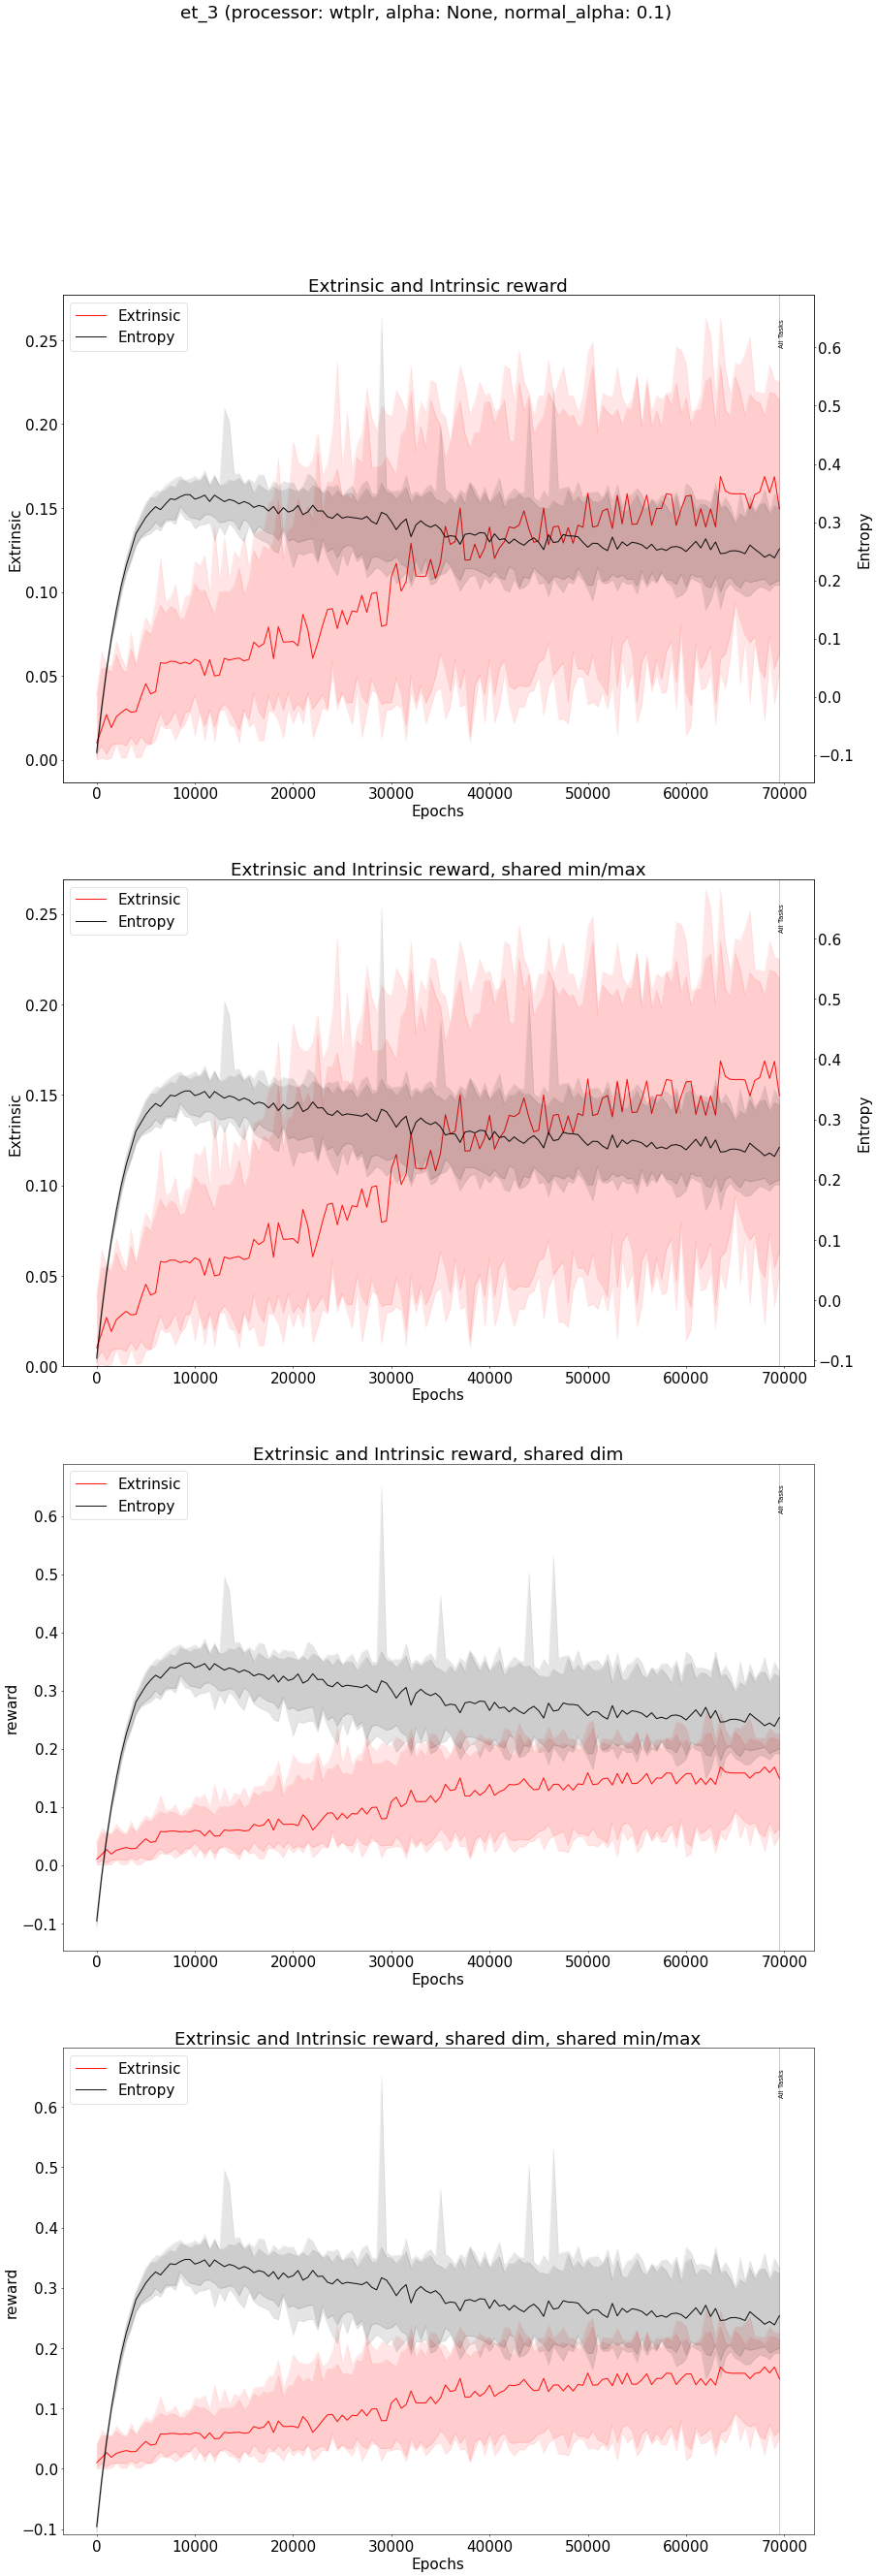 et_3 (processor: wtplr, alpha: None, normal_alpha: 0.1)
Extrinsic and Intrinsic reward
Extrinsic
Entropy
All Tasks
0.25
0.20
0.15
0.10
0.05
0.00
Extrinsic
0.6
0.5
0.4
0.3
0.2
0.1
0.0
−0.1
Entropy
0 10000 20000 30000 40000 50000 60000 70000
Epochs
Extrinsic and Intrinsic reward, shared min/max
Extrinsic
Entropy
All Tasks
0.25
0.20
0.15
0.10
0.05
0.00
Extrinsic
0.6
0.5
0.4
0.3
0.2
0.1
0.0
−0.1
Entropy
0 10000 20000 30000 40000 50000 60000 70000
Epochs
Extrinsic and Intrinsic reward, shared dim
Extrinsic
Entropy
All Tasks
0.6
0.5
0.4
0.3
0.2
0.1
0.0
−0.1
reward
0 10000 20000 30000 40000 50000 60000 70000
Epochs
Extrinsic and Intrinsic reward, shared dim, shared min/max
Extrinsic
Entropy
All Tasks
0.6
0.5
0.4
0.3
0.2
0.1
0.0
−0.1
reward
0 10000 20000 30000 40000 50000 60000 70000
Epochs